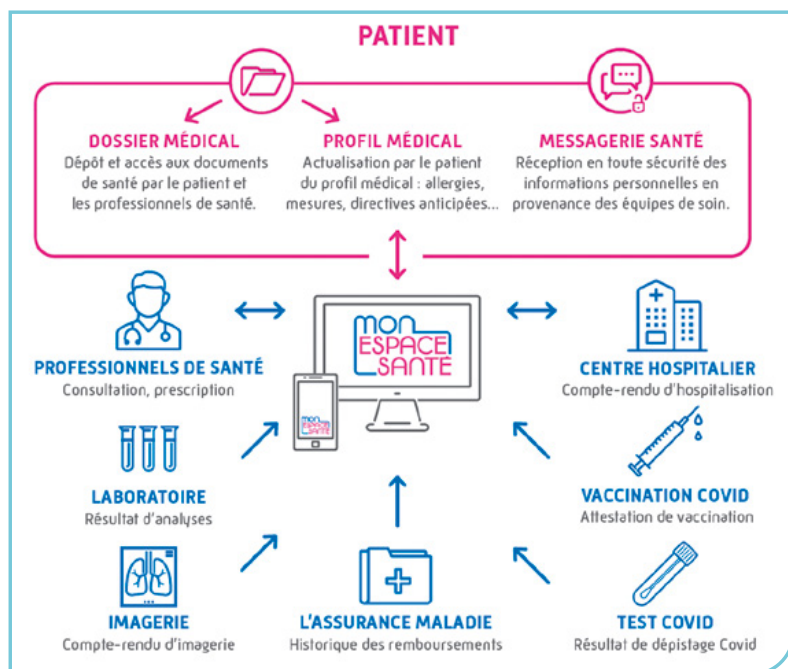 PATIENT
DOSSIER MÉDICAL
Dépôt et accès aux documents
de santé par le patient et
les professionnels de santé.
PROFIL MÉDICAL
Actualisation par le patient
du profil médical : allergies,
mesures, directives anticipées...
MESSAGERIE SANTÉ
Réception en toute sécurité des
informations personnelles en
provenance des équipes de soin.
mon
ESPACE
SANTÉ
mon
ESPACE
SANTÉ
PROFESSIONNELS DE SANTÉ
Consultation, prescription
CENTRE HOSPITALIER
Compte-rendu d'hospitalisation
LABORATOIRE
Résultat d'analyses
VACCINATION COVID
Attestation de vaccination
IMAGERIE
Compte-rendu d'imagerie
L'ASSURANCE MALADIE
Historique des remboursements
TEST COVID
Résultat de dépistage Covid